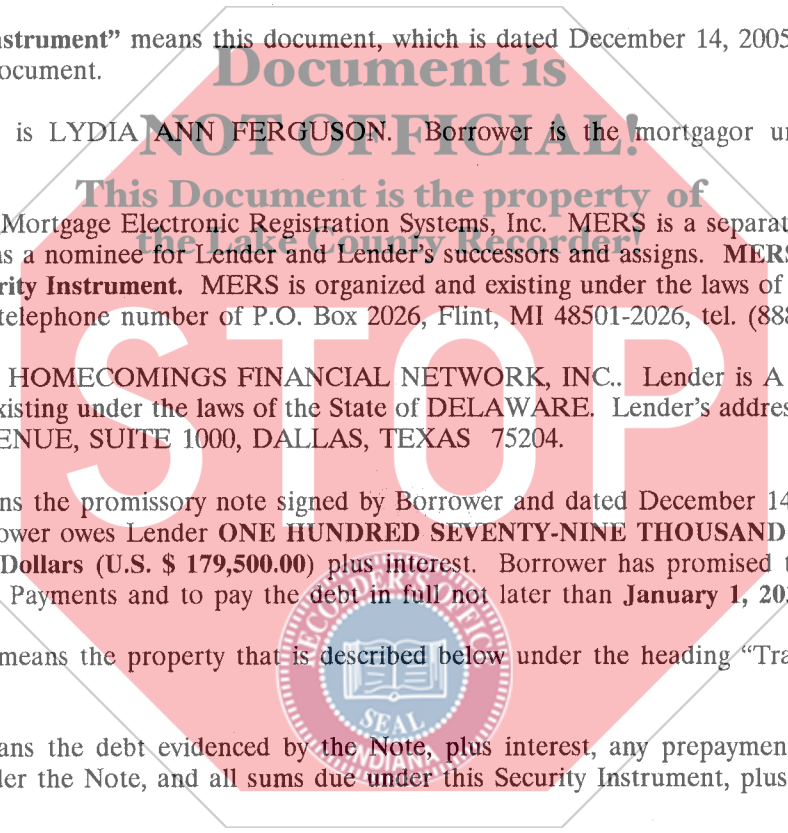 nstrument” means this document, which is dated December 14, 2005
ocument.
Document is
is LYDIA ANN FERGUSON. Borrower is the mortgagor un
NOT OFFICIAL!
This Document is the property of
Mortgage Electronic Registration Systems, Inc. MERS is a separat
the Lake County Recorder!
as a nominee for Lender and Lender's successors and assigns. MERS
rity Instrument. MERS is organized and existing under the laws of
telephone number of P.O. Box 2026, Flint, MI 48501-2026, tel. (888
STOP
HOMECOMINGS FINANCIAL NETWORK, INC.. Lender is A
xisting under the laws of the State of DELAWARE. Lender's addres
ENUE, SUITE 1000, DALLAS, TEXAS 75204.
ns the promissory note signed by Borrower and dated December 14
ower owes Lender ONE HUNDRED SEVENTY-NINE THOUSAND
Dollars (U.S. $ 179,500.00) plus interest. Borrower has promised t
Payments and to pay the debt in full not later than January 1, 203
RECORDER'S OFFICE
means the property that is described below under the heading “Tra
SEAL
INDIANA
ans the debt evidenced by the Note, plus interest, any prepaymen
der the Note, and all sums due under this Security Instrument, plus